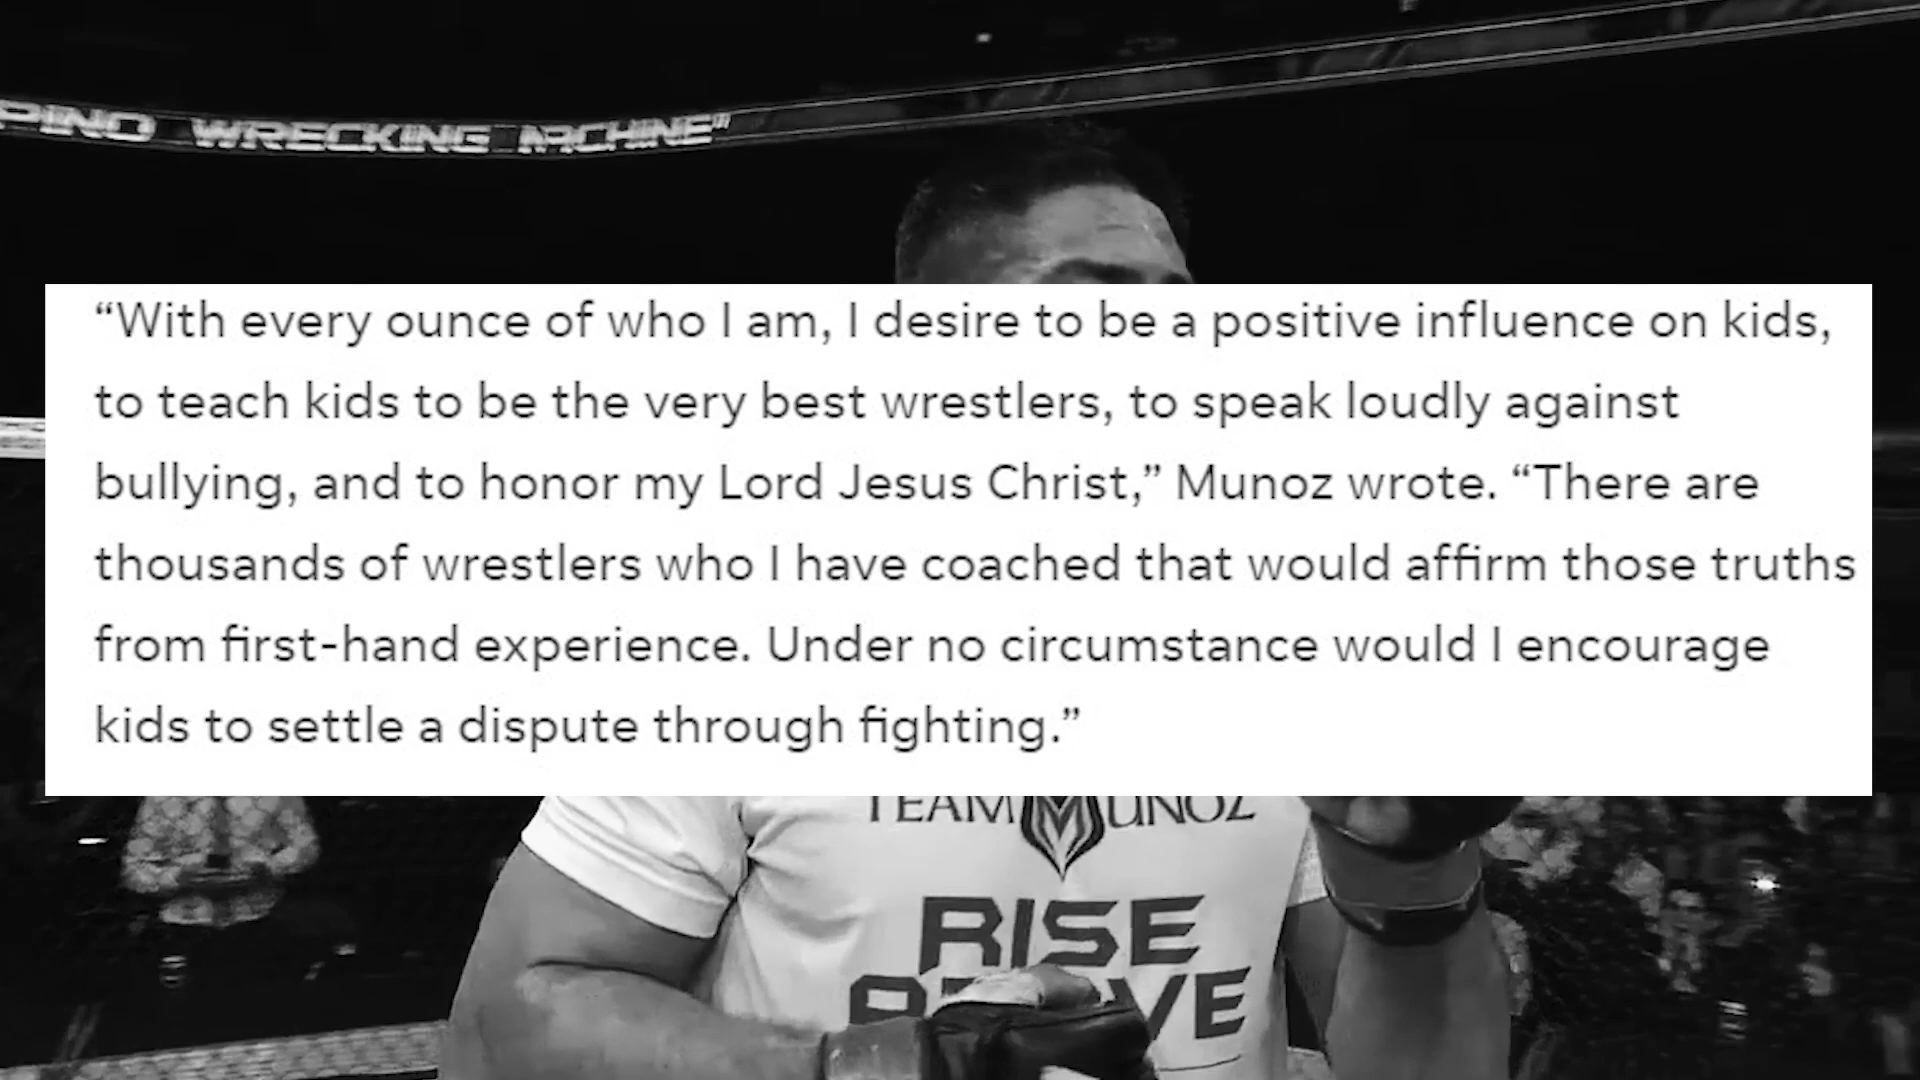 PINO WRECKING MACHINE"
“With every ounce of who I am, I desire to be a positive influence on kids,
to teach kids to be the very best wrestlers, to speak loudly against
bullying, and to honor my Lord Jesus Christ,” Munoz wrote. “There are
thousands of wrestlers who I have coached that would affirm those truths
from first-hand experience. Under no circumstance would I encourage
kids to settle a dispute through fighting.”
TEAM MUNOZ
RISE